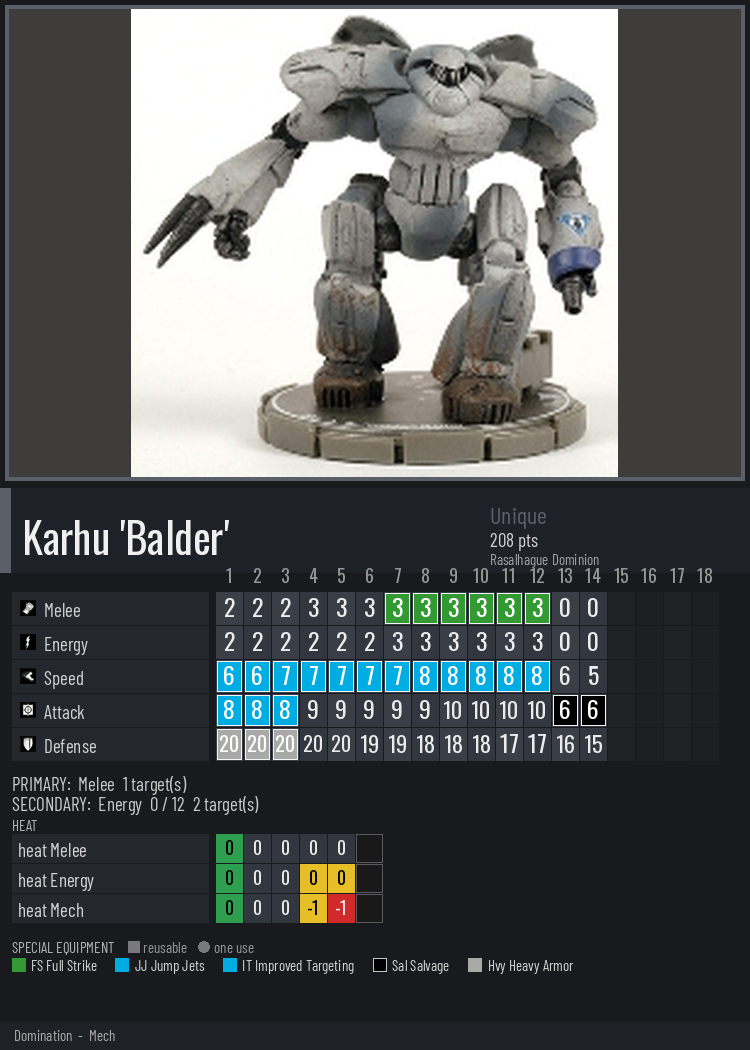 Karhu 'Balder'
Unique
208 pts
Rasalhague Dominion
1 2 3 4 5 6 7 8 9 10 11 12 13 14 15 16 17 18
Melee 2 2 2 3 3 3 3 3 3 3 3 3 0 0
Energy 2 2 2 2 2 2 3 3 3 3 3 3 0 0
Speed 6 6 7 7 7 7 7 8 8 8 8 8 6 5
Attack 8 8 8 9 9 9 9 9 10 10 10 10 6 6
Defense 20 20 20 20 20 19 19 18 18 18 17 17 16 15
PRIMARY: Melee 1 target(s)
SECONDARY: Energy 0 / 12 2 target(s)
HEAT
heat Melee 0 0 0 0 0
heat Energy 0 0 0 0 0
heat Mech 0 0 0 -1 -1
SPECIAL EQUIPMENT reusable one use
FS Full Strike JJ Jump Jets IT Improved Targeting Sal Salvage Hvy Heavy Armor
Domination - Mech